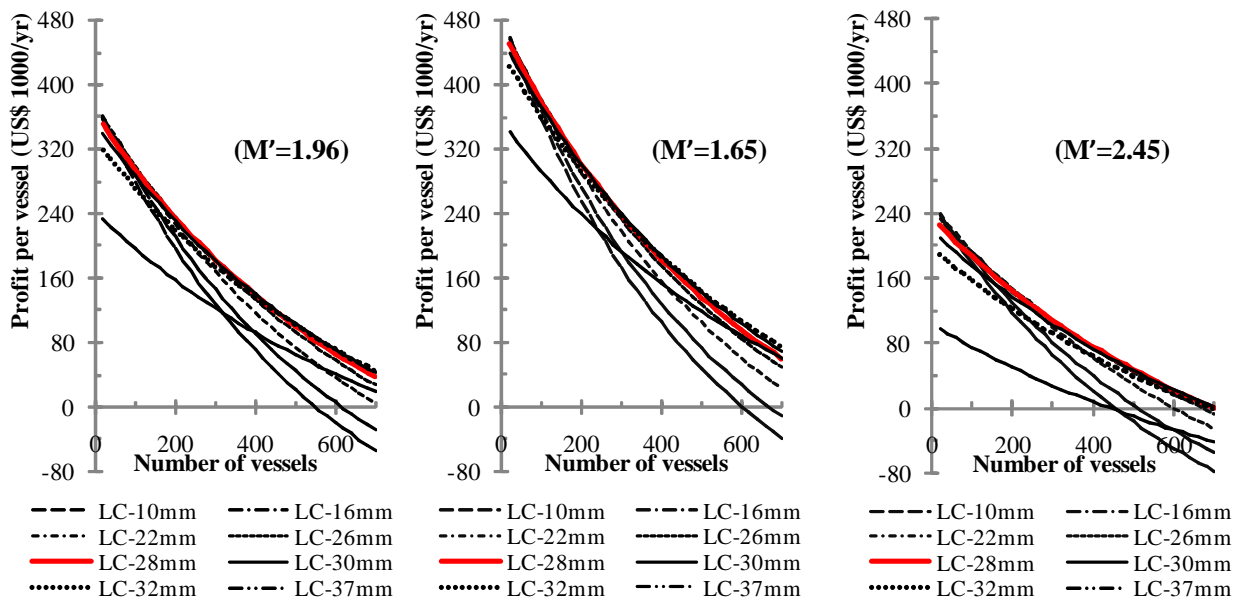 Profit per vessel (US$ 1000/yr)
480
400
320
240
160
80
0
-80
(M′=1.96)
0 200 400 600
Number of vessels
LC-10mm LC-16mm
LC-22mm LC-26mm
LC-28mm LC-30mm
LC-32mm LC-37mm
Profit per vessel (US$ 1000/yr)
480
400
320
240
160
80
0
-80
(M′=1.65)
0 200 400 600
Number of vessels
LC-10mm LC-16mm
LC-22mm LC-26mm
LC-28mm LC-30mm
LC-32mm LC-37mm
Profit per vessel (US$ 1000/yr)
480
400
320
240
160
80
0
-80
(M′=2.45)
0 200 400 600
Number of vessels
LC-10mm LC-16mm
LC-22mm LC-26mm
LC-28mm LC-30mm
LC-32mm LC-37mm